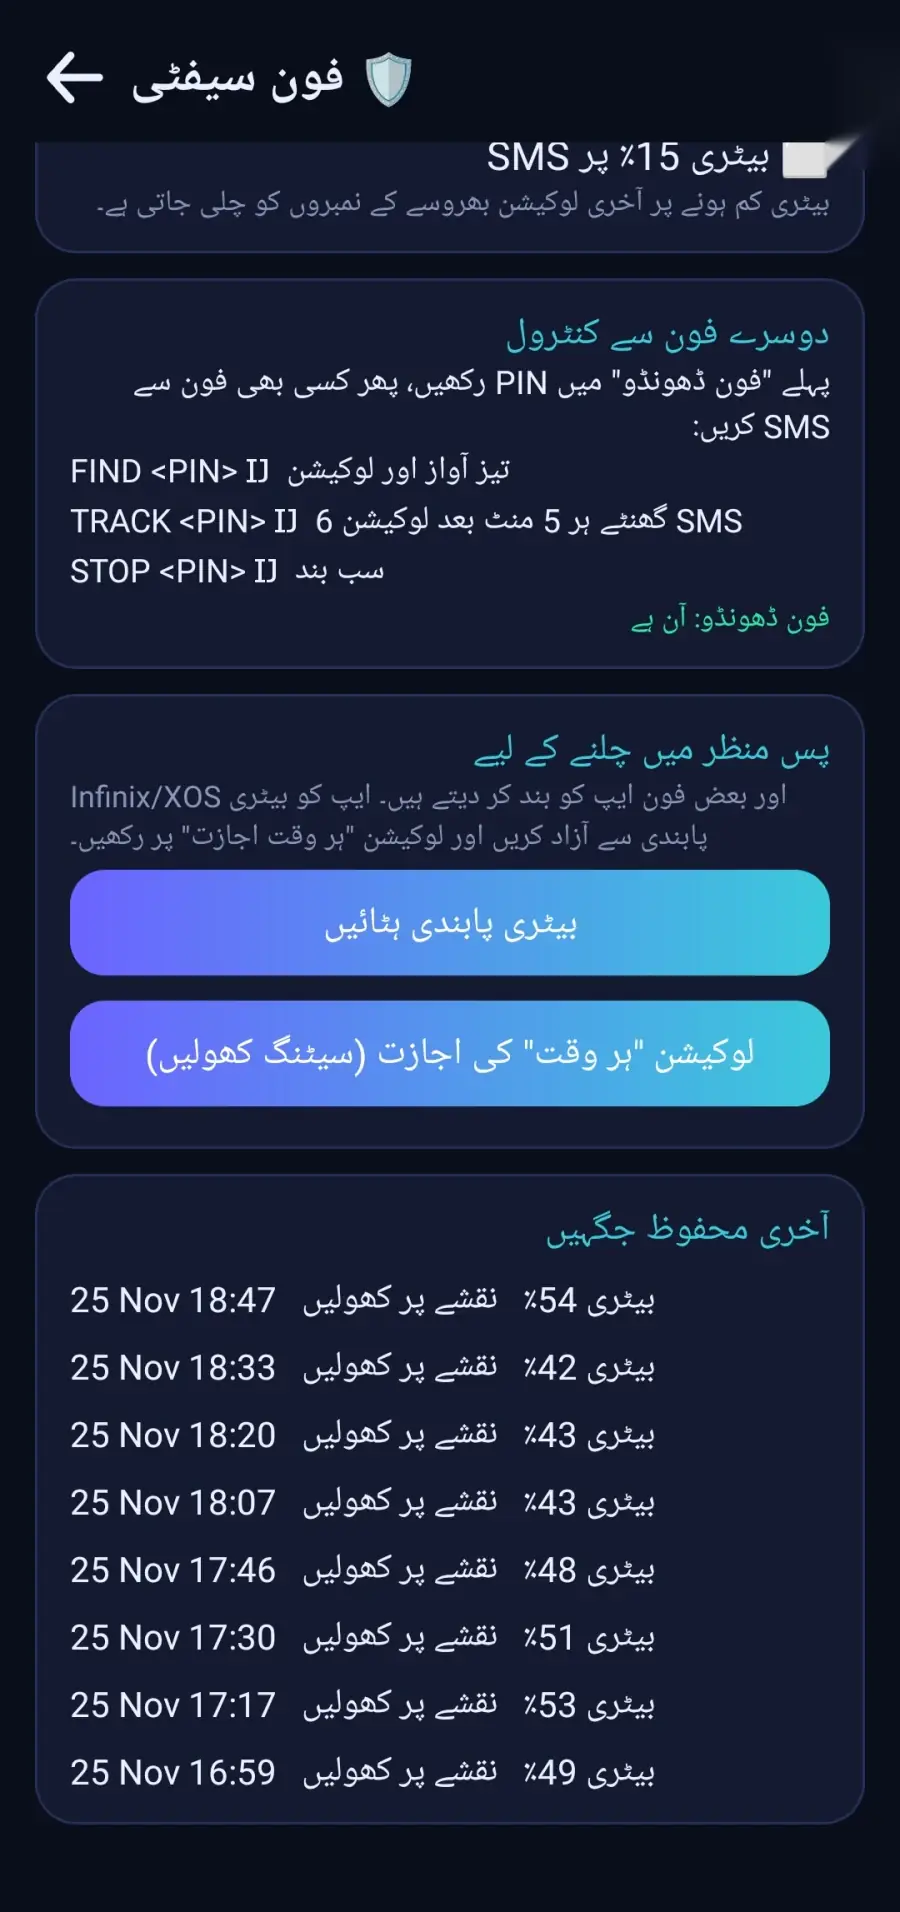 فون سیفٹی
بیٹری 15٪ پر SMS
بیٹری کم ہونے پر آخری لوکیشن بھروسے کے نمبروں کو چلی جاتی ہے۔
دوسرے فون سے کنٹرول
پہلے "فون ڈھونڈو" میں PIN رکھیں، پھر کسی بھی فون سے
SMS کریں:
FIND <PIN> تیز آواز اور لوکیشن
TRACK <PIN> 6 گھنٹے ہر 5 منٹ بعد لوکیشن SMS
STOP <PIN> سب بند
فون ڈھونڈو: آن ہے
پس منظر میں چلنے کے لیے
Infinix/XOS اور بعض فون ایپ کو بند کر دیتے ہیں۔ ایپ کو بیٹری
پابندی سے آزاد کریں اور لوکیشن "ہر وقت اجازت" پر رکھیں۔
بیٹری پابندی ہٹائیں
لوکیشن "ہر وقت" کی اجازت (سیٹنگ کھولیں)
آخری محفوظ جگہیں
25 Nov 18:47 نقشے پر کھولیں بیٹری 54٪
25 Nov 18:33 نقشے پر کھولیں بیٹری 42٪
25 Nov 18:20 نقشے پر کھولیں بیٹری 43٪
25 Nov 18:07 نقشے پر کھولیں بیٹری 43٪
25 Nov 17:46 نقشے پر کھولیں بیٹری 48٪
25 Nov 17:30 نقشے پر کھولیں بیٹری 51٪
25 Nov 17:17 نقشے پر کھولیں بیٹری 53٪
25 Nov 16:59 نقشے پر کھولیں بیٹری 49٪